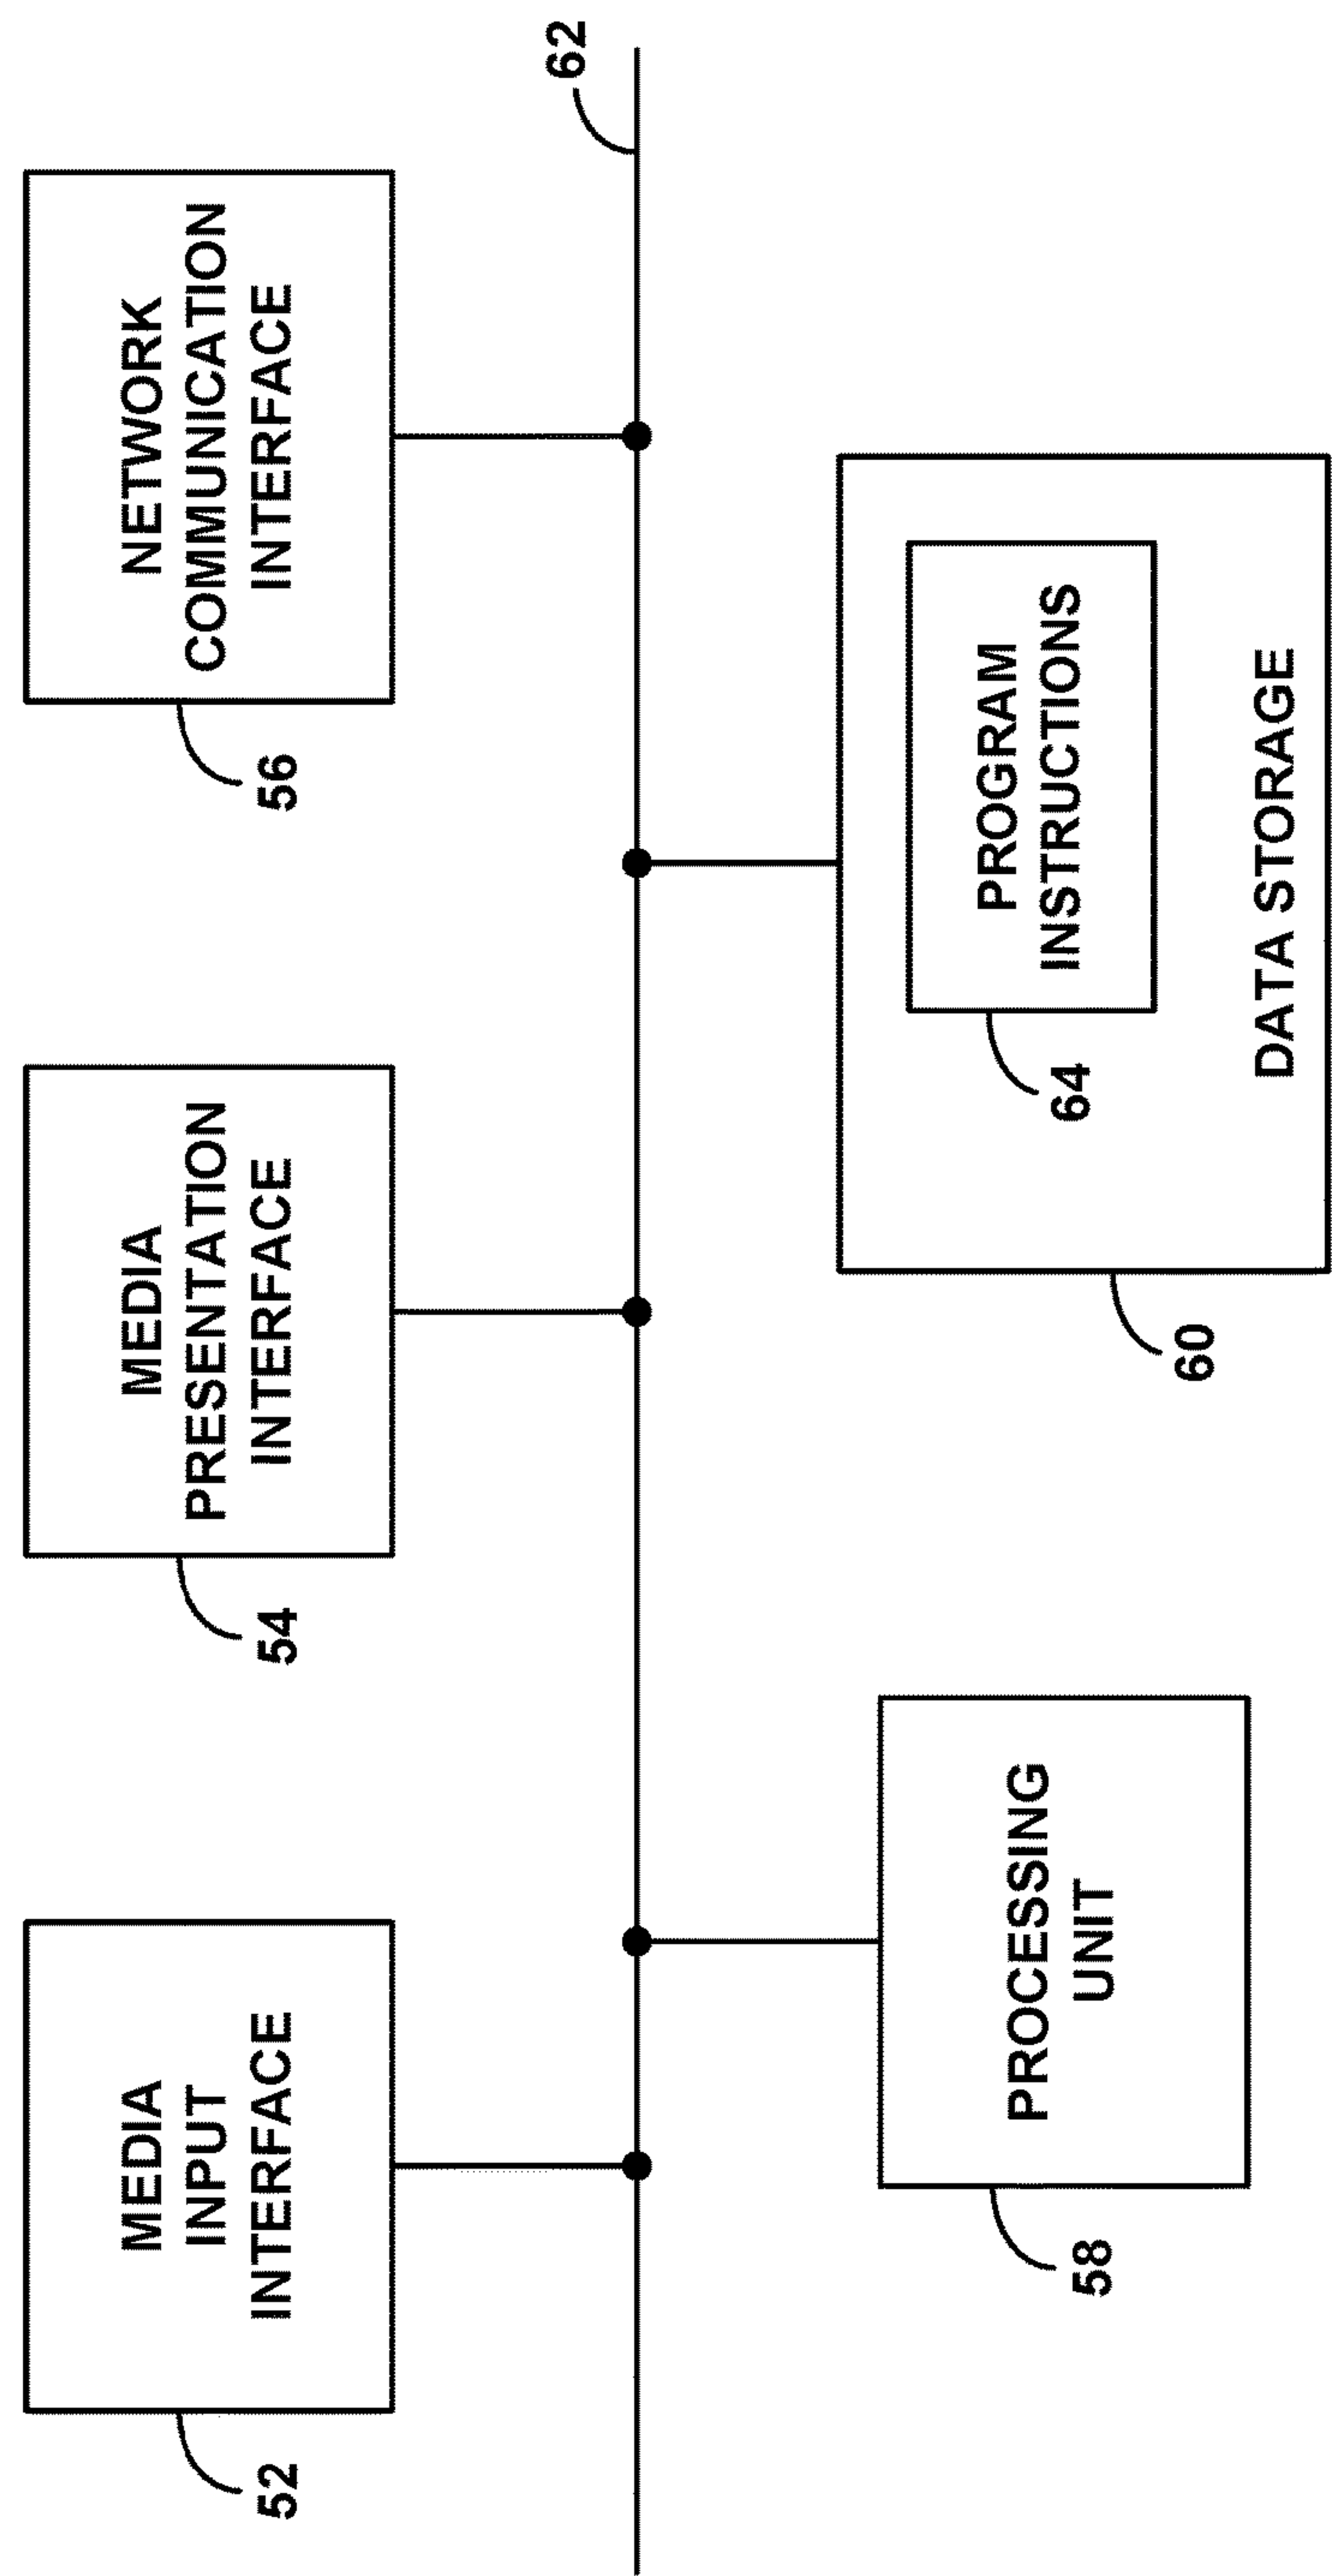 MEDIA
INPUT
INTERFACE
52
MEDIA
PRESENTATION
INTERFACE
54
NETWORK
COMMUNICATION
INTERFACE
56
62
PROCESSING
UNIT
58
PROGRAM
INSTRUCTIONS
64
DATA STORAGE
60